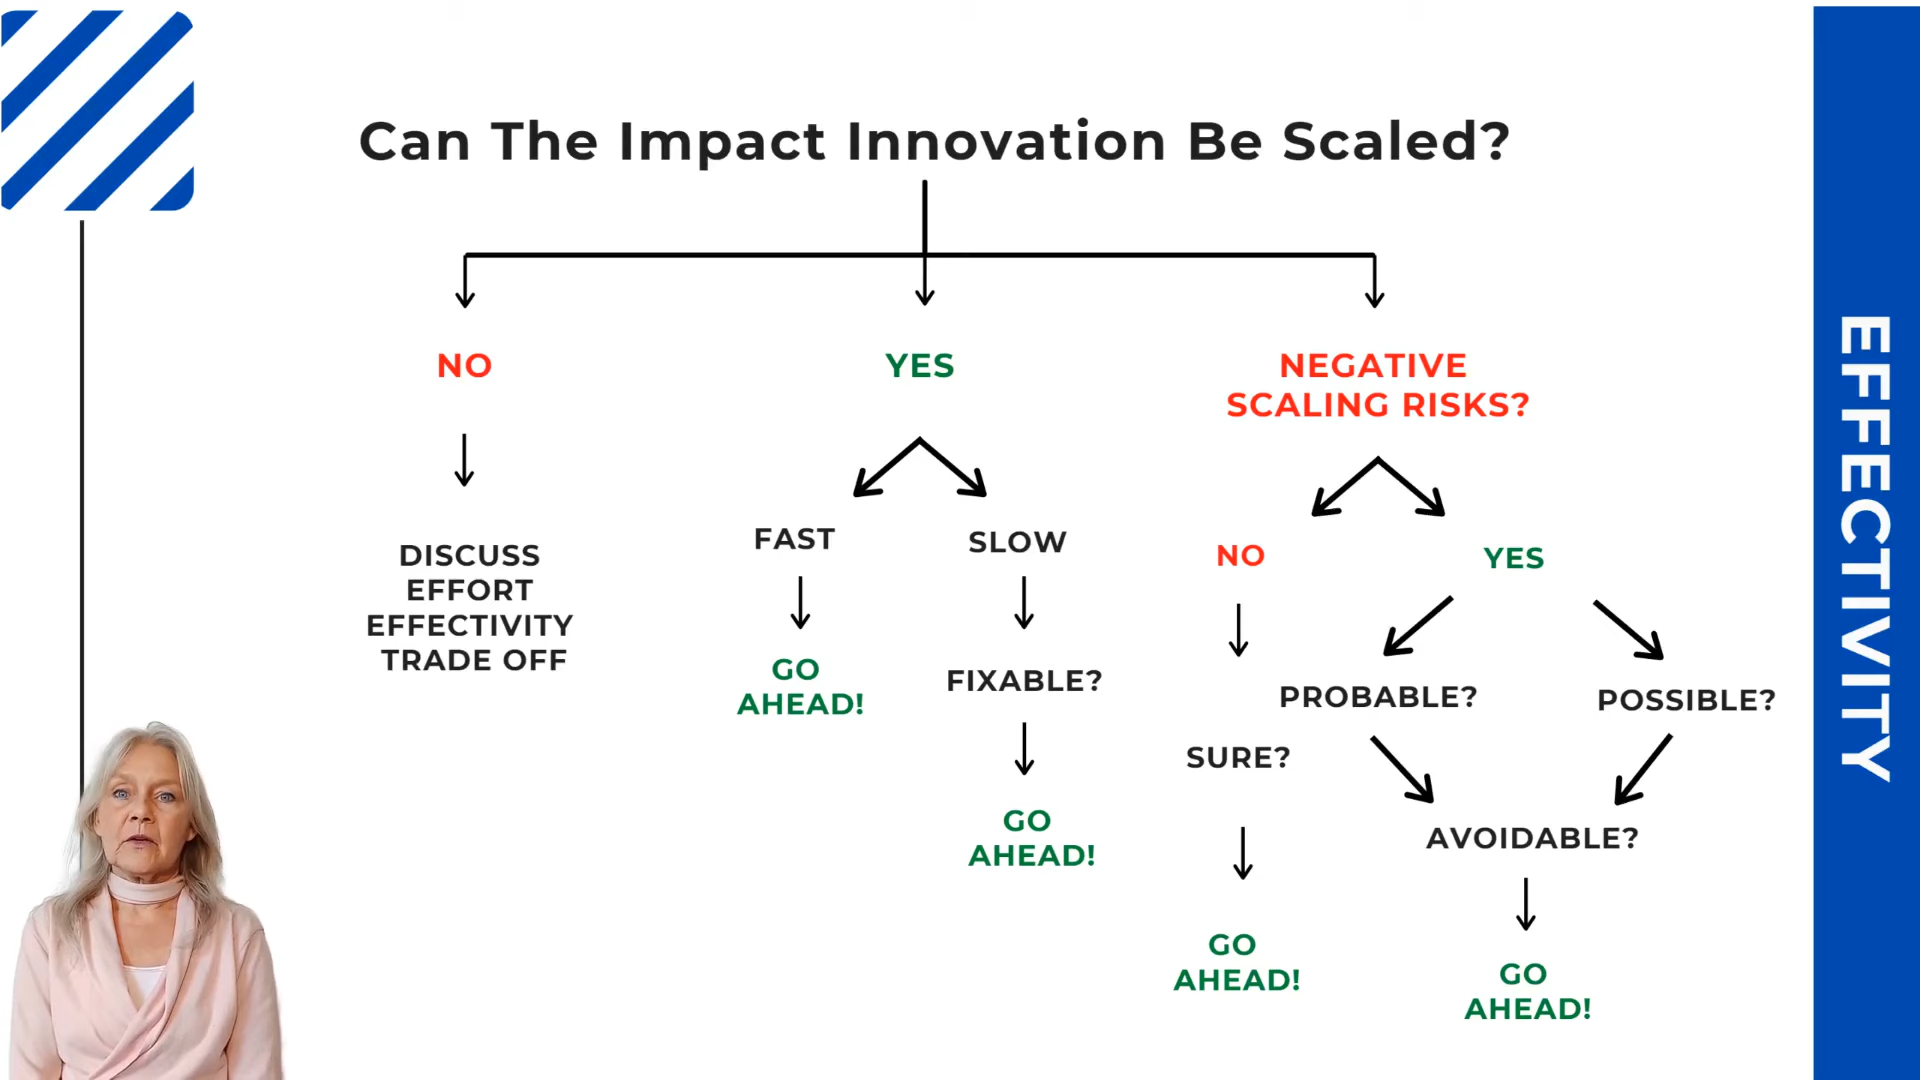 Can The Impact Innovation Be Scaled?
NO
DISCUSS
EFFORT
EFFECTIVITY
TRADE OFF
YES
FAST
GO
AHEAD!
SLOW
FIXABLE?
GO
AHEAD!
NEGATIVE
SCALING RISKS?
NO
SURE?
GO
AHEAD!
YES
PROBABLE?
POSSIBLE?
AVOIDABLE?
GO
AHEAD!
EFFECTIVITY